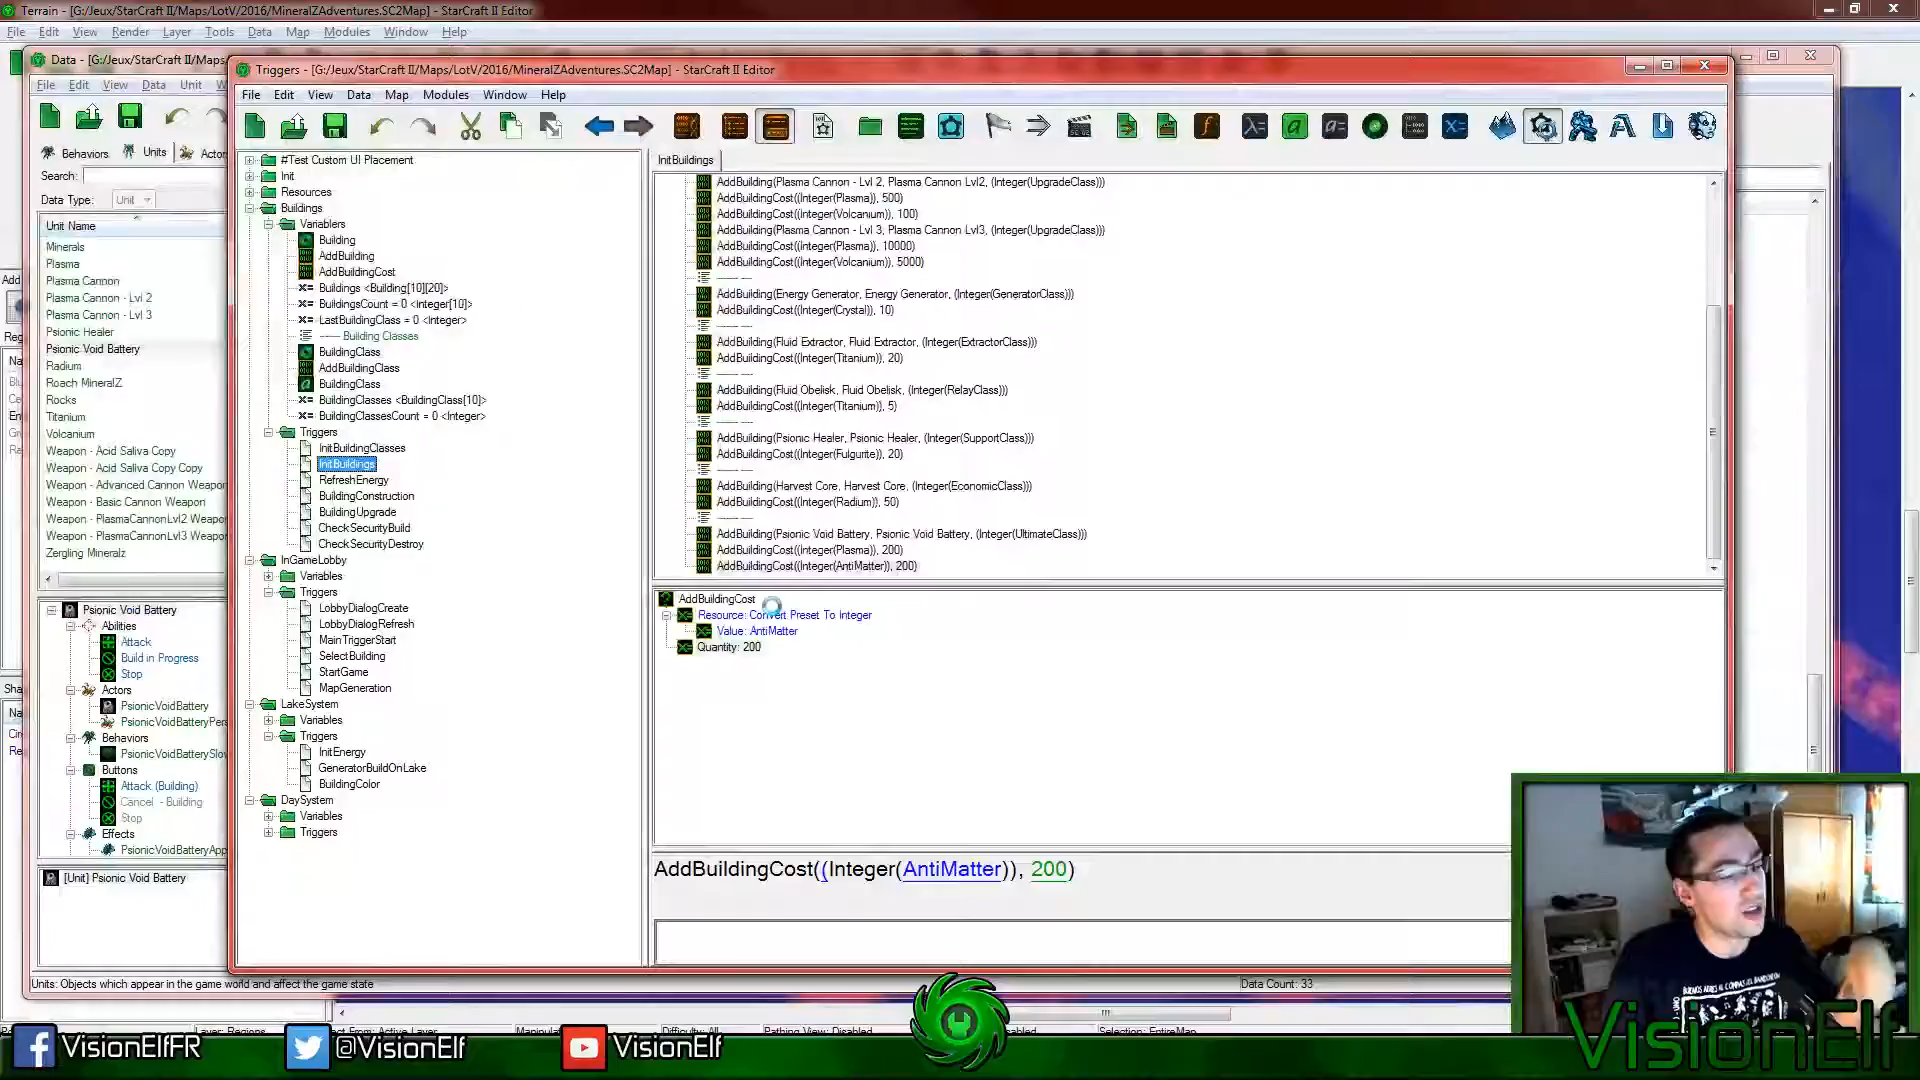 Terrain - [G:/Jeux/StarCraft II/Maps/LotV/2016/MineralZAdventures.SC2Map] - StarCraft II Editor
File Edit View Render Layer Tools Data Map Modules Window Help
Data - [G:/Jeux/StarCraft II/Maps
File Edit View Data Unit
Triggers - [G:/Jeux/StarCraft II/Maps/LotV/2016/MineralZAdventures.SC2Map] - StarCraft II Editor
File Edit View Data Map Modules Window Help
Behaviors Units Actor
Search:
Data Type: Unit
Unit Name
Minerals
Plasma
Plasma Cannon
Plasma Cannon - Lvl 2
Plasma Cannon - Lvl 3
Psionic Healer
Psionic Void Battery
Radium
Roach MineralZ
Rocks
Titanium
Volcanium
Weapon - Acid Saliva Copy
Weapon - Acid Saliva Copy Copy
Weapon - Advanced Cannon Weap
Weapon - Basic Cannon Weapon
Weapon - PlasmaCannonLvl2 Weapo
Weapon - PlasmaCannonLvl3 Weapo
Zergling Mineralz
Psionic Void Battery
Abilities
Attack
Build in Progress
Stop
Actors
PsionicVoidBattery
PsionicVoidBatteryPer
Behaviors
PsionicVoidBatterySlov
Buttons
Attack (Building)
Cancel - Building
Stop
Effects
PsionicVoidBatteryApp
[Unit] Psionic Void Battery
Units: Objects which appear in the game world and affect the game state
Data Count: 33
#Test Custom UI Placement
Init
Resources
Buildings
Variablers
Building
AddBuilding
AddBuildingCost
Buildings <Building[10][20]>
BuildingsCount = 0 <Integer[10]>
LastBuildingClass = 0 <Integer>
Building Classes
BuildingClass
AddBuildingClass
BuildingClass
BuildingClasses <BuildingClass[10]>
BuildingClassesCount = 0 <Integer>
Triggers
InitBuildingClasses
InitBuildings
RefreshEnergy
BuildingConstruction
BuildingUpgrade
CheckSecurityBuild
CheckSecurityDestroy
InGameLobby
Variables
Triggers
LobbyDialogCreate
LobbyDialogRefresh
MainTriggerStart
SelectBuilding
StartGame
MapGeneration
LakeSystem
Variables
Triggers
InitEnergy
GeneratorBuildOnLake
BuildingColor
DaySystem
Variables
Triggers
InitBuildings
AddBuilding(Plasma Cannon - Lvl 2, Plasma Cannon Lvl2, (Integer(UpgradeClass)))
AddBuildingCost((Integer(Plasma)), 500)
AddBuildingCost((Integer(Volcanium)), 100)
AddBuilding(Plasma Cannon - Lvl 3, Plasma Cannon Lvl3, (Integer(UpgradeClass)))
AddBuildingCost((Integer(Plasma)), 10000)
AddBuildingCost((Integer(Volcanium)), 5000)
AddBuilding(Energy Generator, Energy Generator, (Integer(GeneratorClass)))
AddBuildingCost((Integer(Crystal)), 10)
AddBuilding(Fluid Extractor, Fluid Extractor, (Integer(ExtractorClass)))
AddBuildingCost((Integer(Titanium)), 20)
AddBuilding(Fluid Obelisk, Fluid Obelisk, (Integer(RelayClass)))
AddBuildingCost((Integer(Titanium)), 5)
AddBuilding(Psionic Healer, Psionic Healer, (Integer(SupportClass)))
AddBuildingCost((Integer(Fulgurite)), 20)
AddBuilding(Harvest Core, Harvest Core, (Integer(EconomicClass)))
AddBuildingCost((Integer(Radium)), 50)
AddBuilding(Psionic Void Battery, Psionic Void Battery, (Integer(UltimateClass)))
AddBuildingCost((Integer(Plasma)), 200)
AddBuildingCost((Integer(AntiMatter)), 200)
AddBuildingCost
Resource: Convert Preset To Integer
Value: AntiMatter
Quantity: 200
AddBuildingCost((Integer(AntiMatter)), 200)
VisionElfFR @VisionElf VisionElf
VisionElf